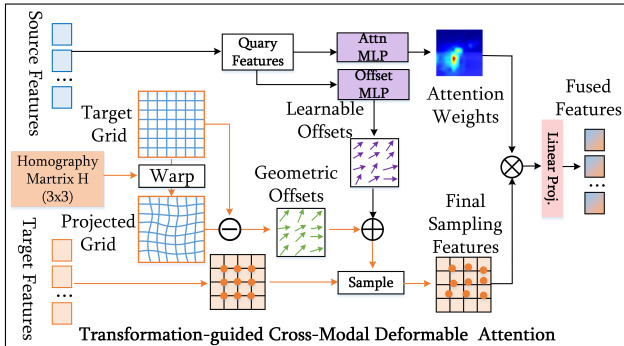 Source Features
Quary
Features
Attn
MLP
Offset
MLP
Attention
Weights
Fused
Features
Target
Grid
Learnable
Offsets
Homography
Martrix H
(3x3)
Warp
Geometric
Offsets
Linear Proj.
Projected
Grid
Final
Sampling
Features
Target Features
Sample
Transformation-guided Cross-Modal Deformable Attention